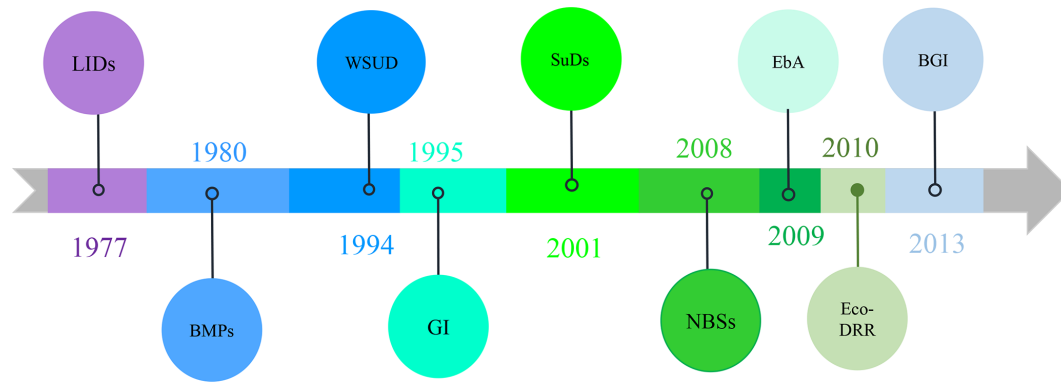 LIDs
WSUD
SuDs
EbA
BGI
1980
1995
2008
2010
1977
1994
2001
2009
2013
BMPs
GI
NBSs
Eco-
DRR